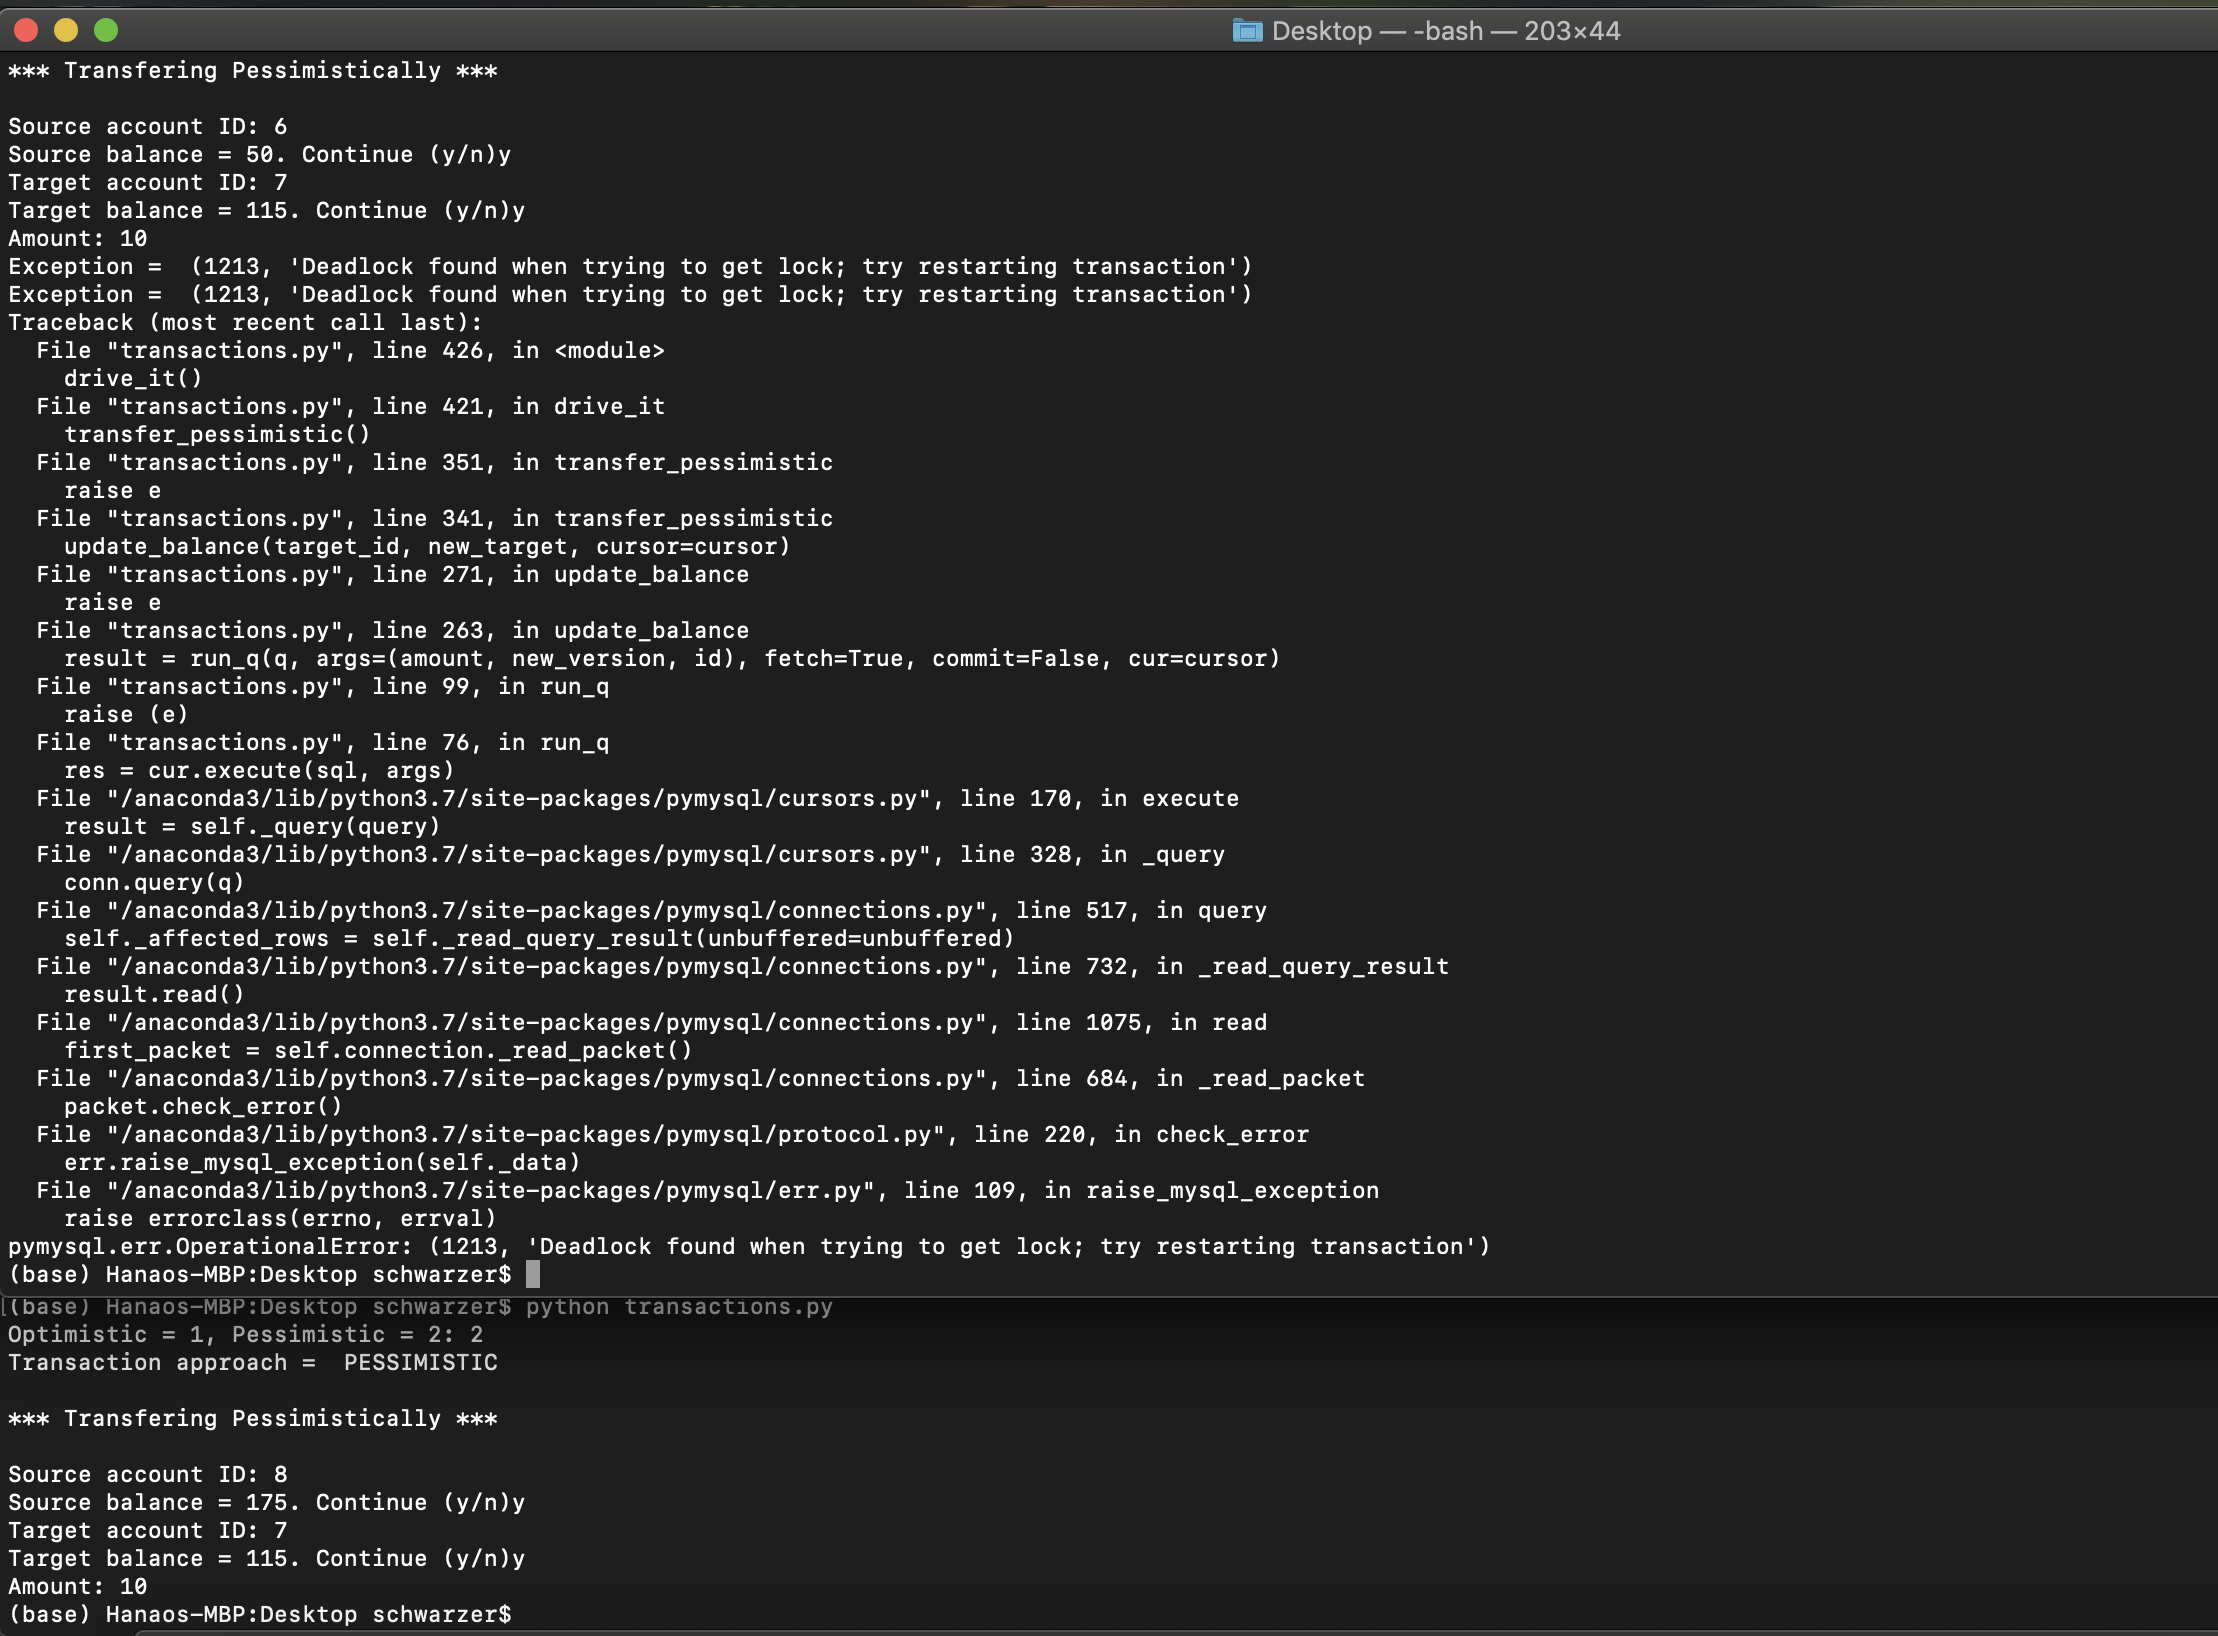 Desktop — -bash — 203×44
*** Transfering Pessimistically ***
Source account ID: 6
Source balance = 50. Continue (y/n)y
Target account ID: 7
Target balance = 115. Continue (y/n)y
Amount: 10
Exception =  (1213, 'Deadlock found when trying to get lock; try restarting transaction')
Exception =  (1213, 'Deadlock found when trying to get lock; try restarting transaction')
Traceback (most recent call last):
  File "transactions.py", line 426, in <module>
    drive_it()
  File "transactions.py", line 421, in drive_it
    transfer_pessimistic()
  File "transactions.py", line 351, in transfer_pessimistic
    raise e
  File "transactions.py", line 341, in transfer_pessimistic
    update_balance(target_id, new_target, cursor=cursor)
  File "transactions.py", line 271, in update_balance
    raise e
  File "transactions.py", line 263, in update_balance
    result = run_q(q, args=(amount, new_version, id), fetch=True, commit=False, cur=cursor)
  File "transactions.py", line 99, in run_q
    raise (e)
  File "transactions.py", line 76, in run_q
    res = cur.execute(sql, args)
  File "/anaconda3/lib/python3.7/site-packages/pymysql/cursors.py", line 170, in execute
    result = self._query(query)
  File "/anaconda3/lib/python3.7/site-packages/pymysql/cursors.py", line 328, in _query
    conn.query(q)
  File "/anaconda3/lib/python3.7/site-packages/pymysql/connections.py", line 517, in query
    self._affected_rows = self._read_query_result(unbuffered=unbuffered)
  File "/anaconda3/lib/python3.7/site-packages/pymysql/connections.py", line 732, in _read_query_result
    result.read()
  File "/anaconda3/lib/python3.7/site-packages/pymysql/connections.py", line 1075, in read
    first_packet = self.connection._read_packet()
  File "/anaconda3/lib/python3.7/site-packages/pymysql/connections.py", line 684, in _read_packet
    packet.check_error()
  File "/anaconda3/lib/python3.7/site-packages/pymysql/protocol.py", line 220, in check_error
    err.raise_mysql_exception(self._data)
  File "/anaconda3/lib/python3.7/site-packages/pymysql/err.py", line 109, in raise_mysql_exception
    raise errorclass(errno, errval)
pymysql.err.OperationalError: (1213, 'Deadlock found when trying to get lock; try restarting transaction')
(base) Hanaos-MBP:Desktop schwarzer$
[(base) Hanaos-MBP:Desktop schwarzer$ python transactions.py
Optimistic = 1, Pessimistic = 2: 2
Transaction approach =  PESSIMISTIC
*** Transfering Pessimistically ***
Source account ID: 8
Source balance = 175. Continue (y/n)y
Target account ID: 7
Target balance = 115. Continue (y/n)y
Amount: 10
(base) Hanaos-MBP:Desktop schwarzer$